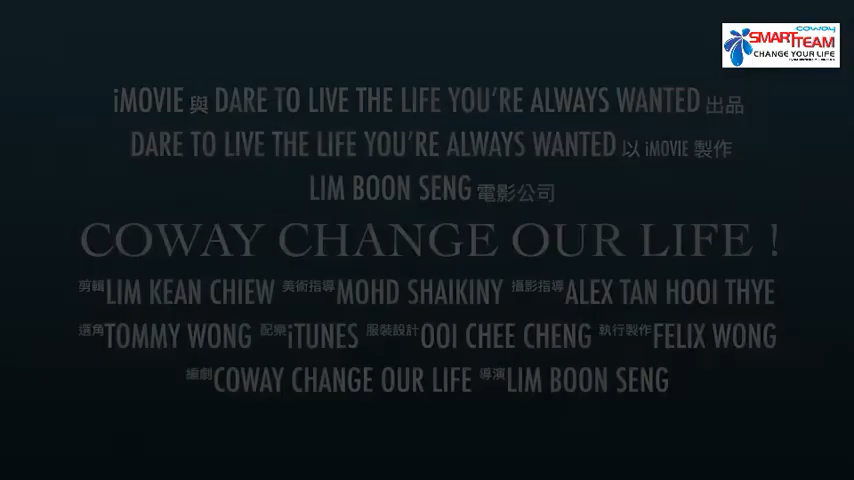 coway
SMART TEAM
CHANGE YOUR LIFE
iMOVIE 與 DARE TO LIVE THE LIFE YOU'RE ALWAYS WANTED 出品
DARE TO LIVE THE LIFE YOU'RE ALWAYS WANTED 以 iMOVIE 製作
LIM BOON SENG 電影公司
COWAY CHANGE OUR LIFE !
剪輯 LIM KEAN CHIEW 美術指導 MOHD SHAIKINY 攝影指導 ALEX TAN HOOI THYE
選角 TOMMY WONG 配樂 iTUNES 服裝設計 OOI CHEE CHENG 執行製作 FELIX WONG
編劇 COWAY CHANGE OUR LIFE 導演 LIM BOON SENG